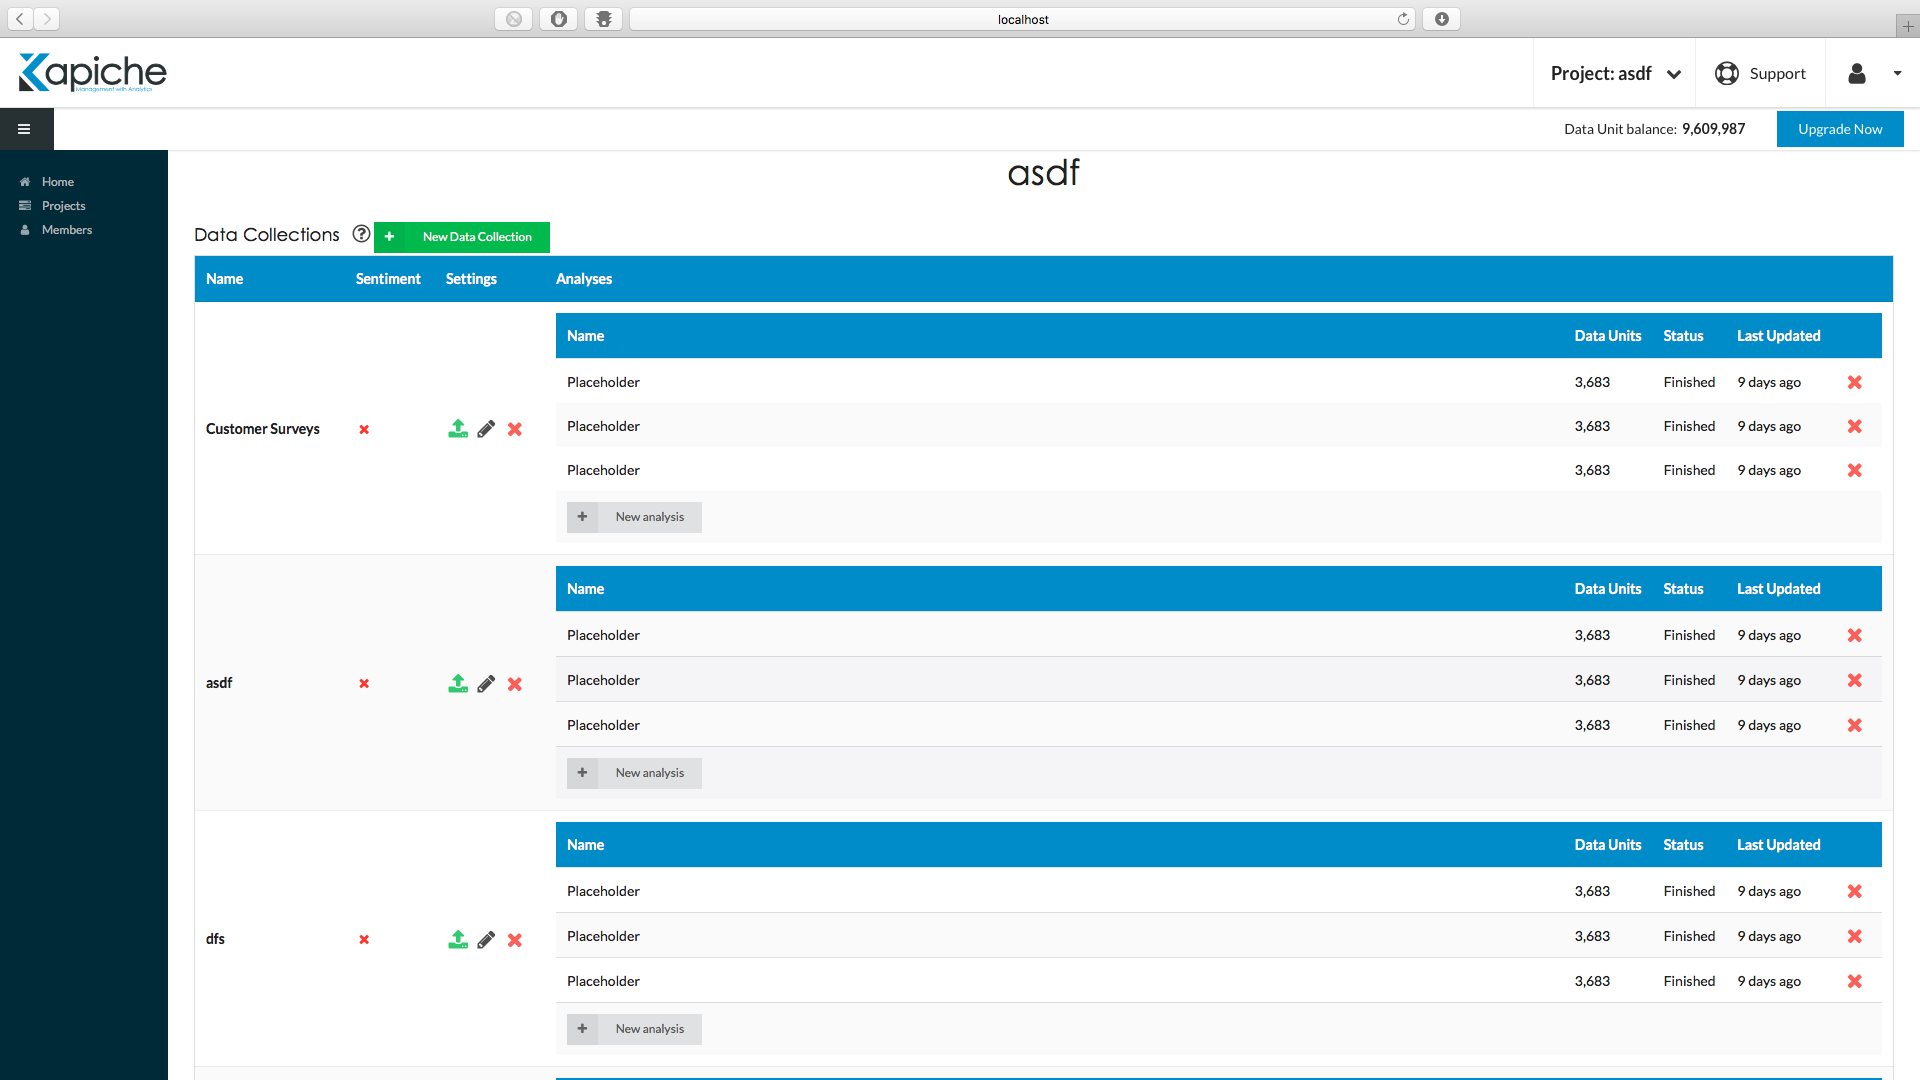 localhost
Kapiche
Management with Analytics
Project: asdf
Support
Data Unit balance: 9,609,987
Upgrade Now
Home
Projects
Members
asdf
Data Collections
New Data Collection
Name Sentiment Settings Analyses
Customer Surveys
Name Data Units Status Last Updated
Placeholder 3,683 Finished 9 days ago
Placeholder 3,683 Finished 9 days ago
Placeholder 3,683 Finished 9 days ago
New analysis
asdf
Name Data Units Status Last Updated
Placeholder 3,683 Finished 9 days ago
Placeholder 3,683 Finished 9 days ago
Placeholder 3,683 Finished 9 days ago
New analysis
dfs
Name Data Units Status Last Updated
Placeholder 3,683 Finished 9 days ago
Placeholder 3,683 Finished 9 days ago
Placeholder 3,683 Finished 9 days ago
New analysis